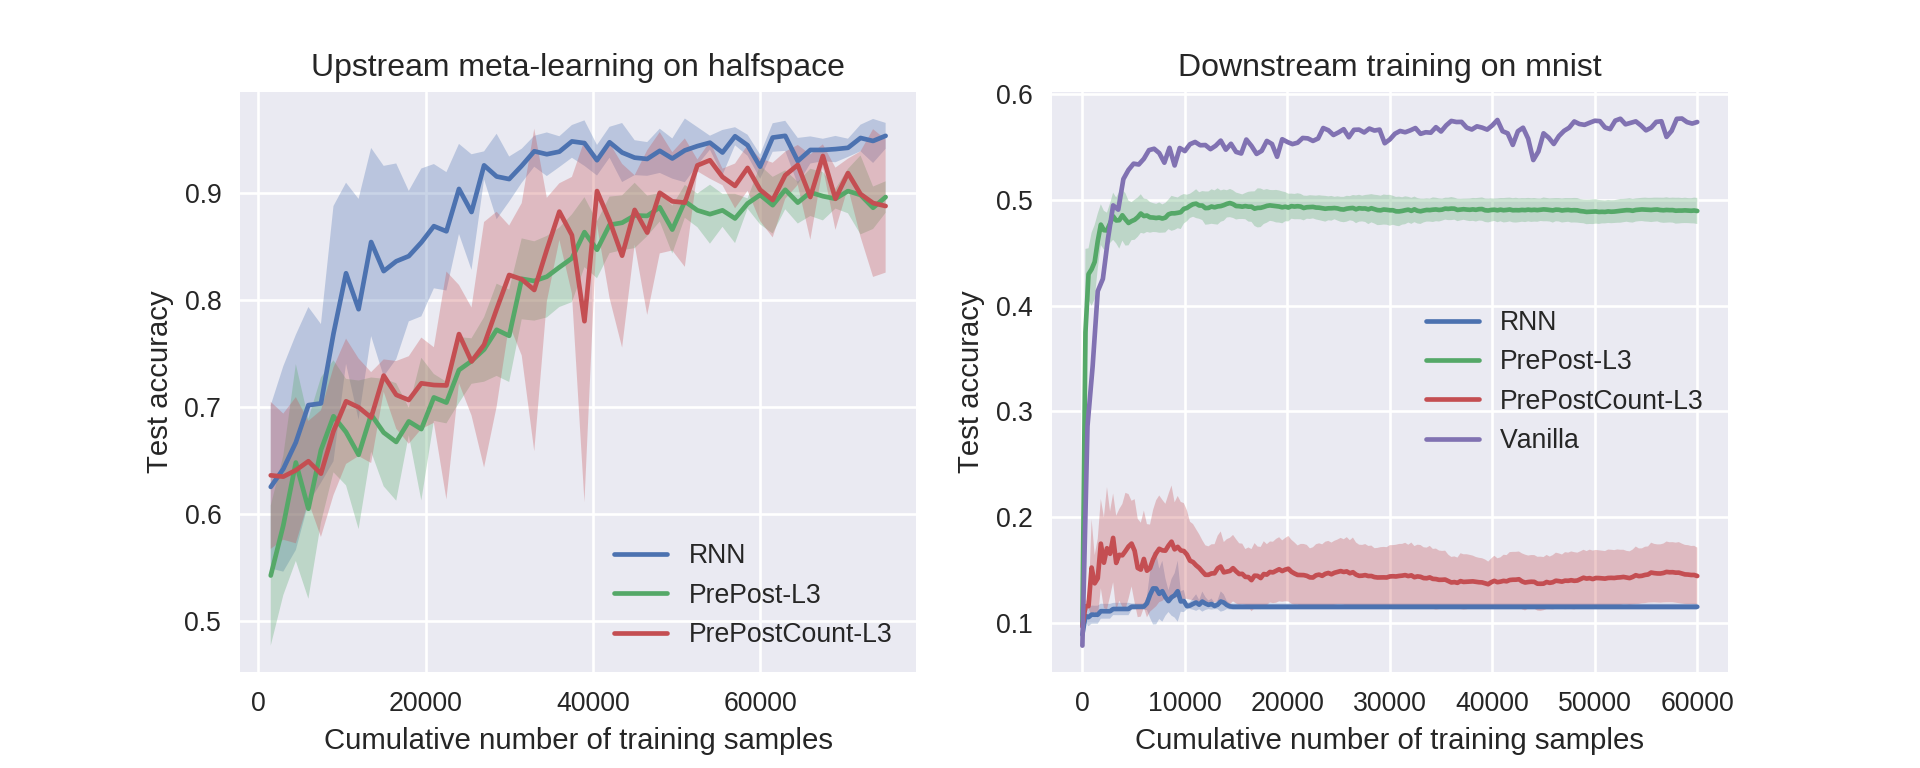 Upstream meta-learning on halfspace
Test accuracy
0.9
0.8
0.7
0.6
0.5
RNN
PrePost-L3
PrePostCount-L3
0 20000 40000 60000
Cumulative number of training samples
Downstream training on mnist
Test accuracy
0.6
0.5
0.4
0.3
0.2
0.1
RNN
PrePost-L3
PrePostCount-L3
Vanilla
0 10000 20000 30000 40000 50000 60000
Cumulative number of training samples